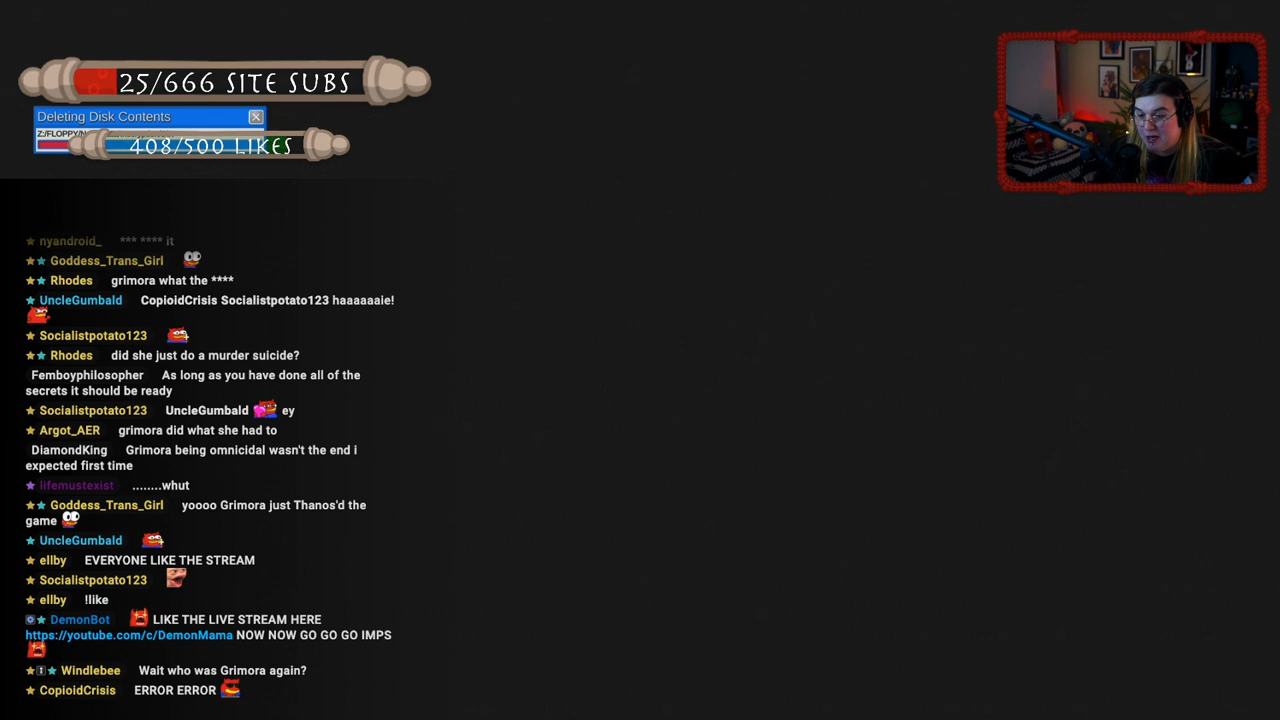 25/666 SITE SUBS
Deleting Disk Contents
Z:/FLOPPY/N
408/500 LIKES
nyandroid_ *** **** it
Goddess_Trans_Girl
Rhodes grimora what the ****
UncleGumbald CopioidCrisis Socialistpotato123 haaaaaaie!
Socialistpotato123
Rhodes did she just do a murder suicide?
Femboyphilosopher As long as you have done all of the
secrets it should be ready
Socialistpotato123 UncleGumbald ey
Argot_AER grimora did what she had to
DiamondKing Grimora being omnicidal wasn't the end i
expected first time
lifemustexist ........whut
Goddess_Trans_Girl yoooo Grimora just Thanos'd the
game
UncleGumbald
ellby EVERYONE LIKE THE STREAM
Socialistpotato123
ellby !like
DemonBot LIKE THE LIVE STREAM HERE
https://youtube.com/c/DemonMama NOW NOW GO GO GO IMPS
Windlebee Wait who was Grimora again?
CopioidCrisis ERROR ERROR